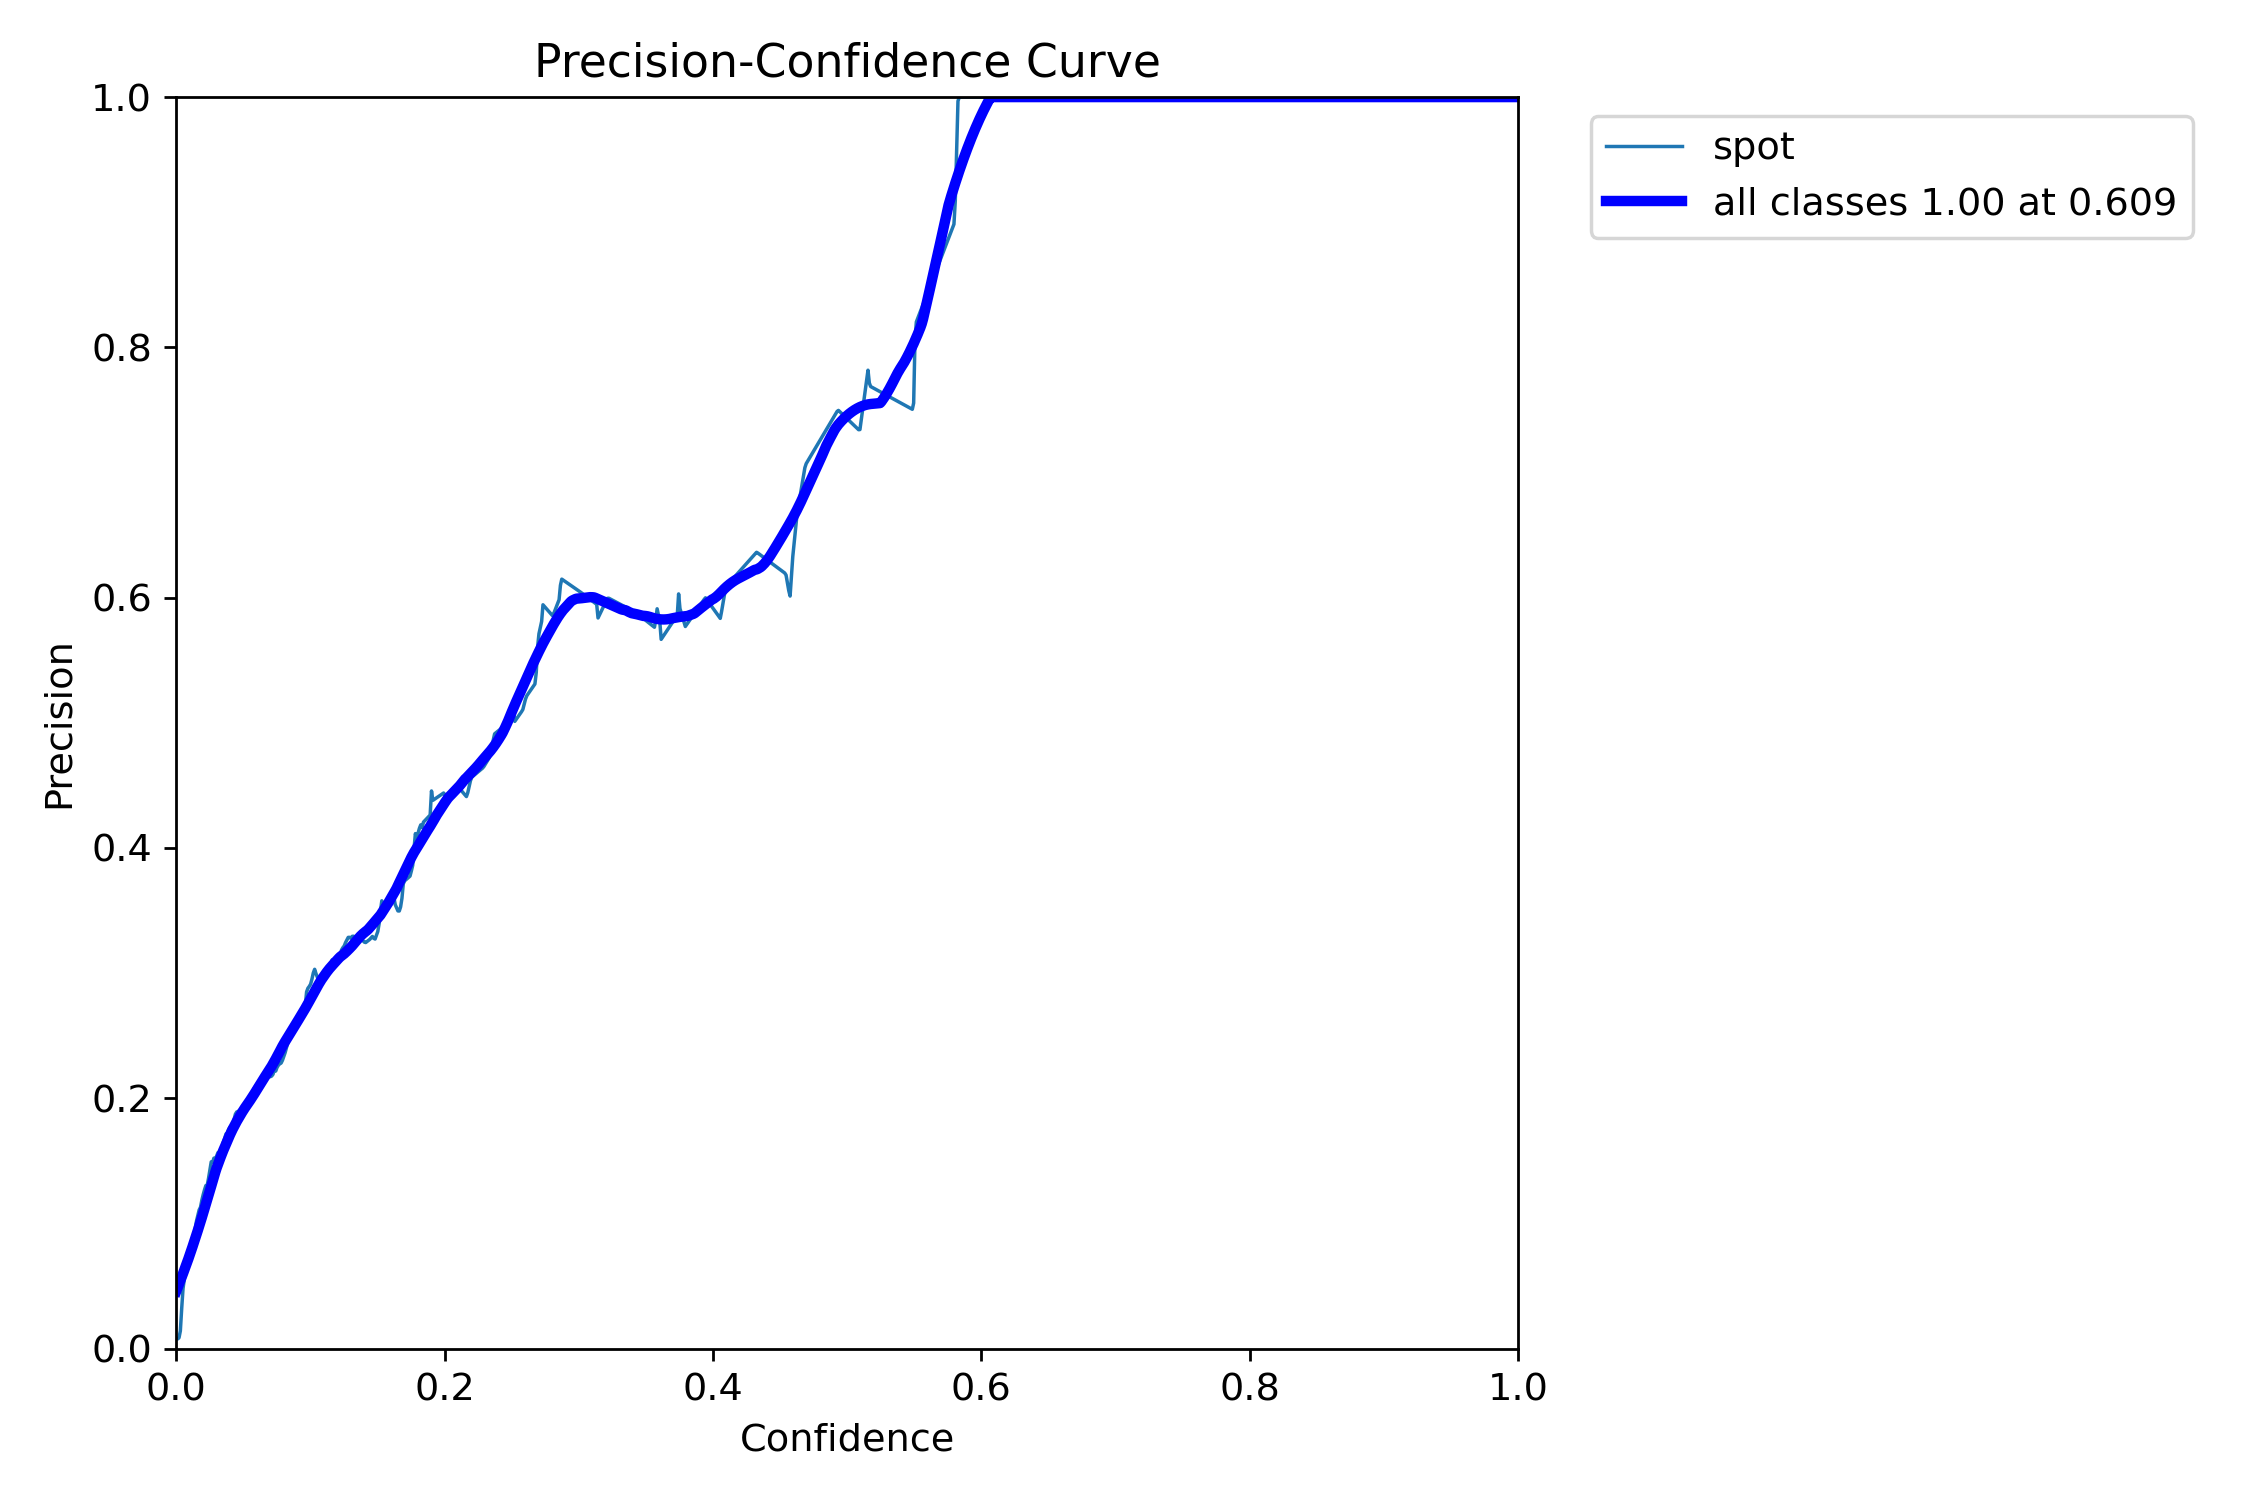 Precision-Confidence Curve
1.0
0.8
0.6
0.4
0.2
0.0
Precision
0.0 0.2 0.4 0.6 0.8 1.0
Confidence
spot
all classes 1.00 at 0.609